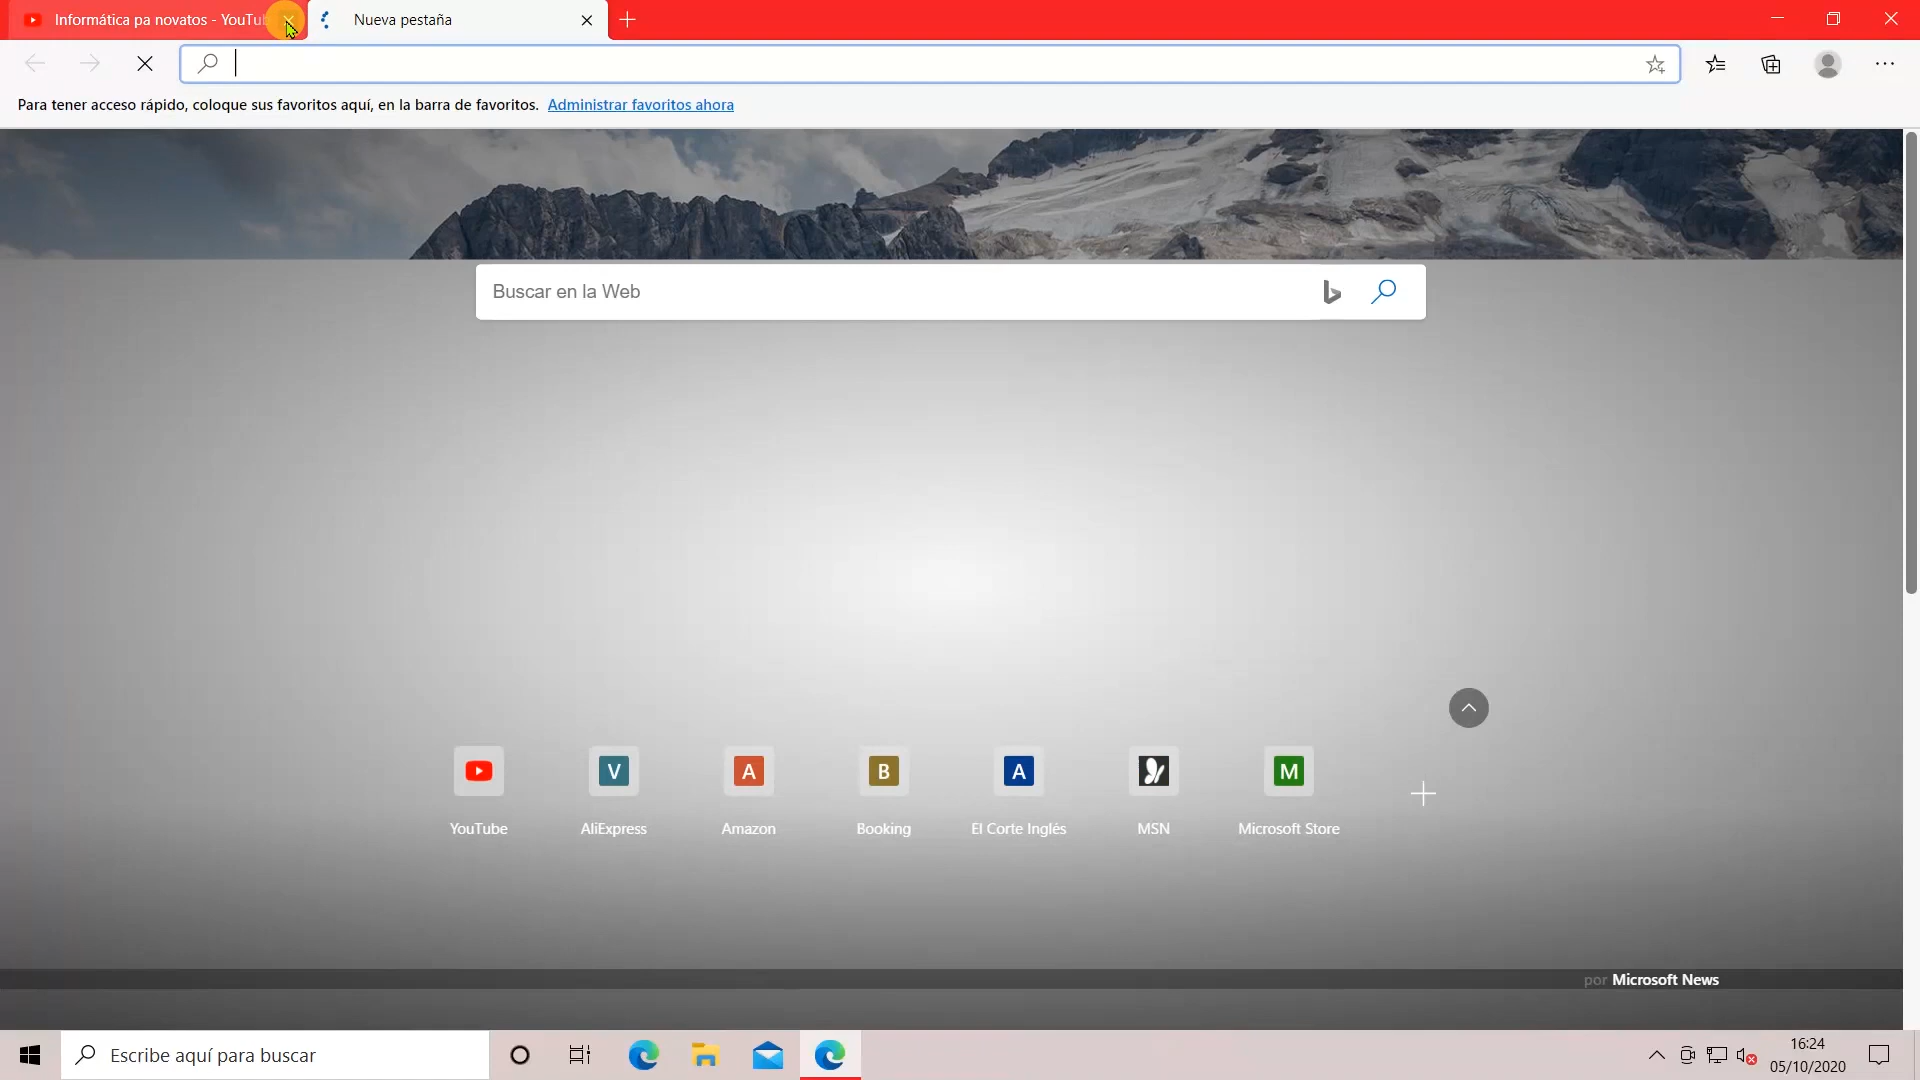 Informática pa novatos - YouTu
Nueva pestaña
Para tener acceso rápido, coloque sus favoritos aquí, en la barra de favoritos. Administrar favoritos ahora
Buscar en la Web
V
A
B
A
M
YouTube
AliExpress
Amazon
Booking
El Corte Inglés
MSN
Microsoft Store
por Microsoft News
Escribe aquí para buscar
16:24
05/10/2020